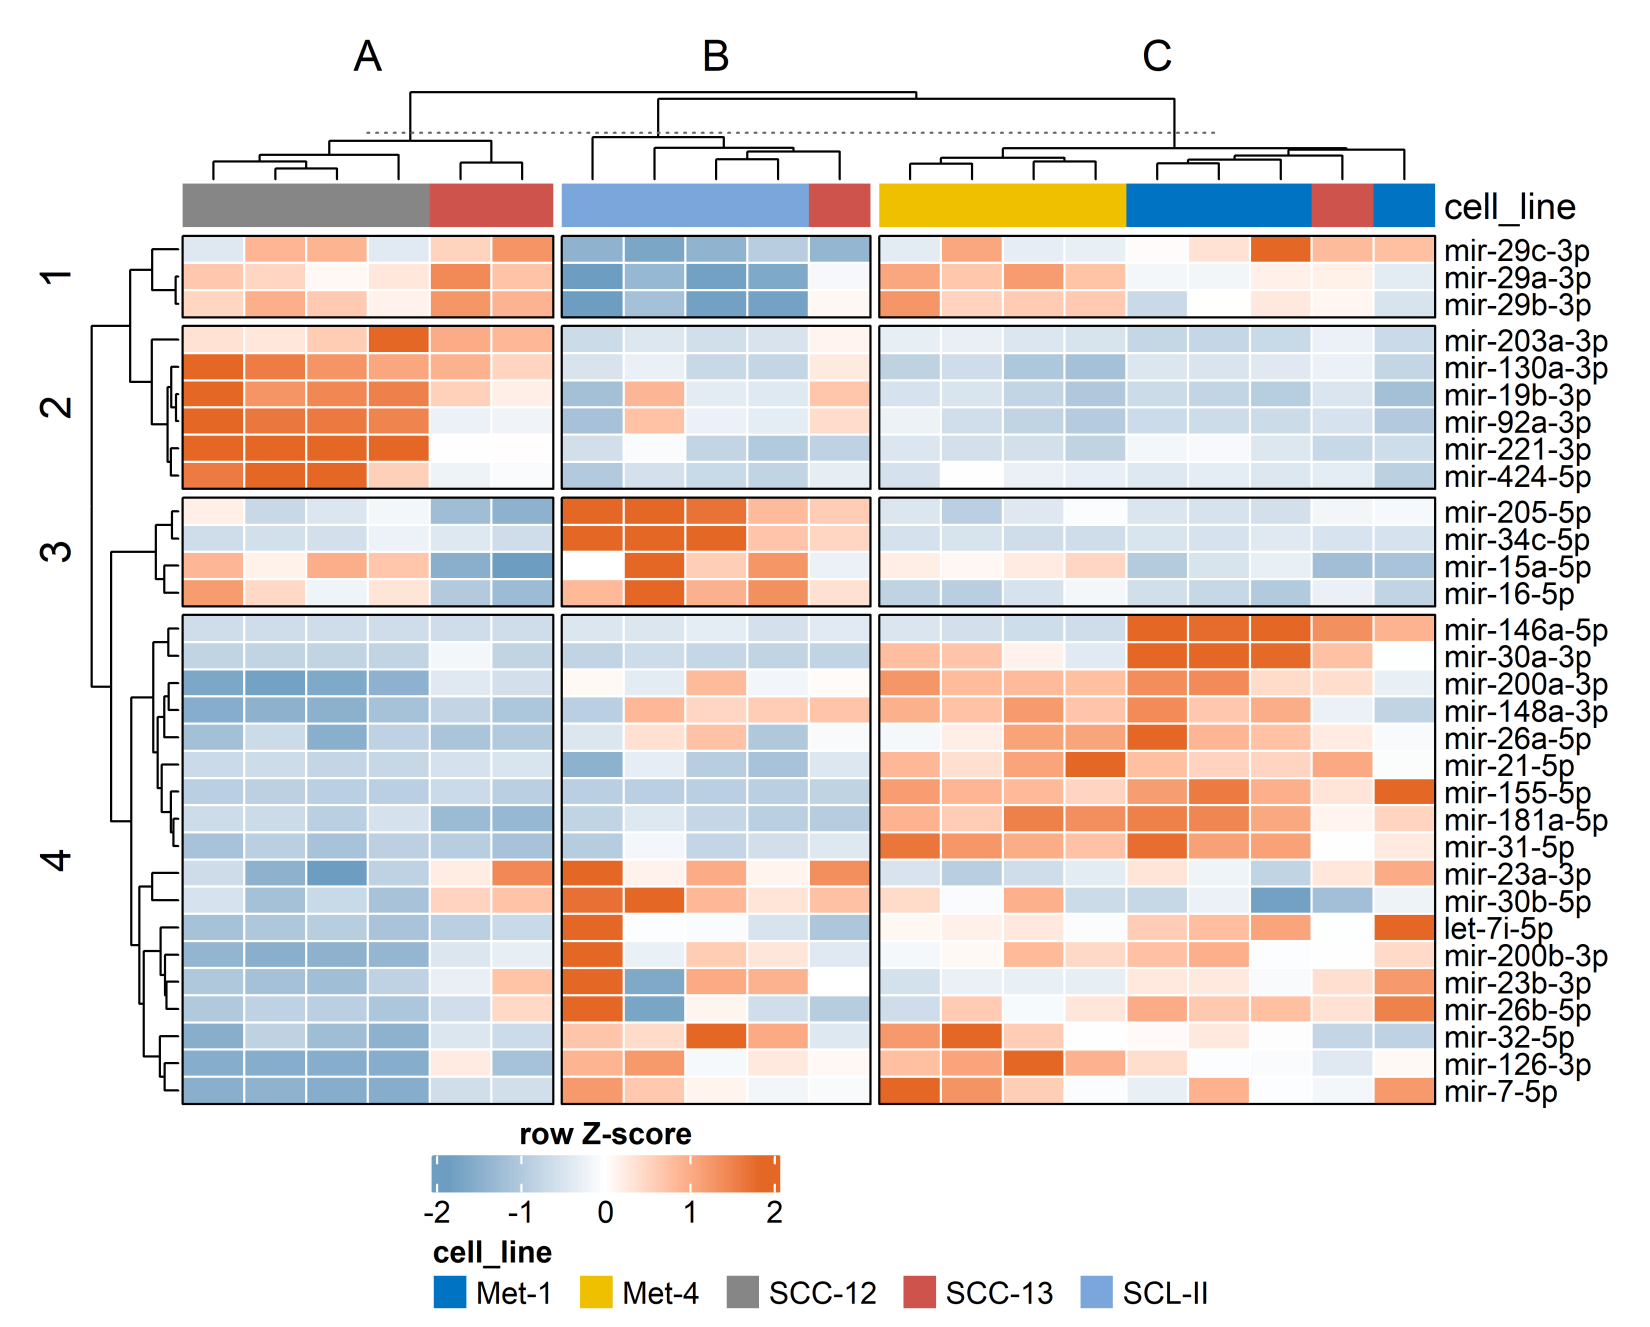 A B C
cell_line
1
mir-29c-3p
mir-29a-3p
mir-29b-3p
2
mir-203a-3p
mir-130a-3p
mir-19b-3p
mir-92a-3p
mir-221-3p
mir-424-5p
3
mir-205-5p
mir-34c-5p
mir-15a-5p
mir-16-5p
4
mir-146a-5p
mir-30a-3p
mir-200a-3p
mir-148a-3p
mir-26a-5p
mir-21-5p
mir-155-5p
mir-181a-5p
mir-31-5p
mir-23a-3p
mir-30b-5p
let-7i-5p
mir-200b-3p
mir-23b-3p
mir-26b-5p
mir-32-5p
mir-126-3p
mir-7-5p
row Z-score
-2 -1 0 1 2
cell_line
Met-1 Met-4 SCC-12 SCC-13 SCL-II